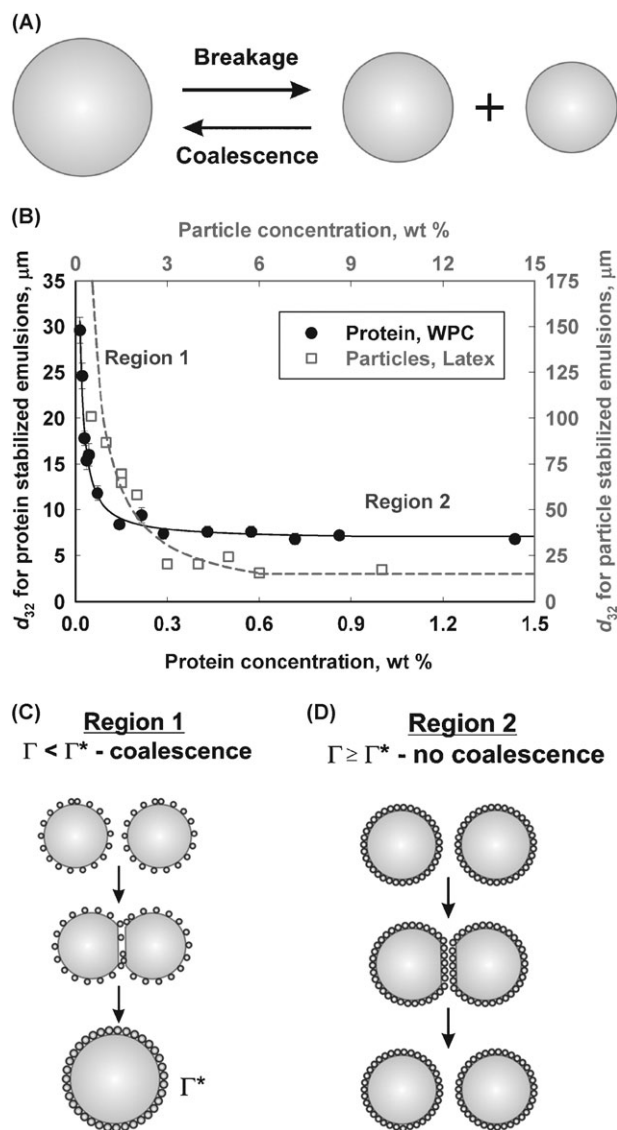 (A)
Breakage
Coalescence
+
(B)
Particle concentration, wt %
0 3 6 9 12 15
35
30
25
20
15
10
5
0
175
150
125
100
75
50
25
0
d32 for protein stabilized emulsions, μm
d32 for particle stabilized emulsions, μm
Region 1
Protein, WPC
Particles, Latex
Region 2
0.0 0.3 0.6 0.9 1.2 1.5
Protein concentration, wt %
(C)
Region 1
Γ < Γ* - coalescence
Γ*
(D)
Region 2
Γ ≥ Γ* - no coalescence